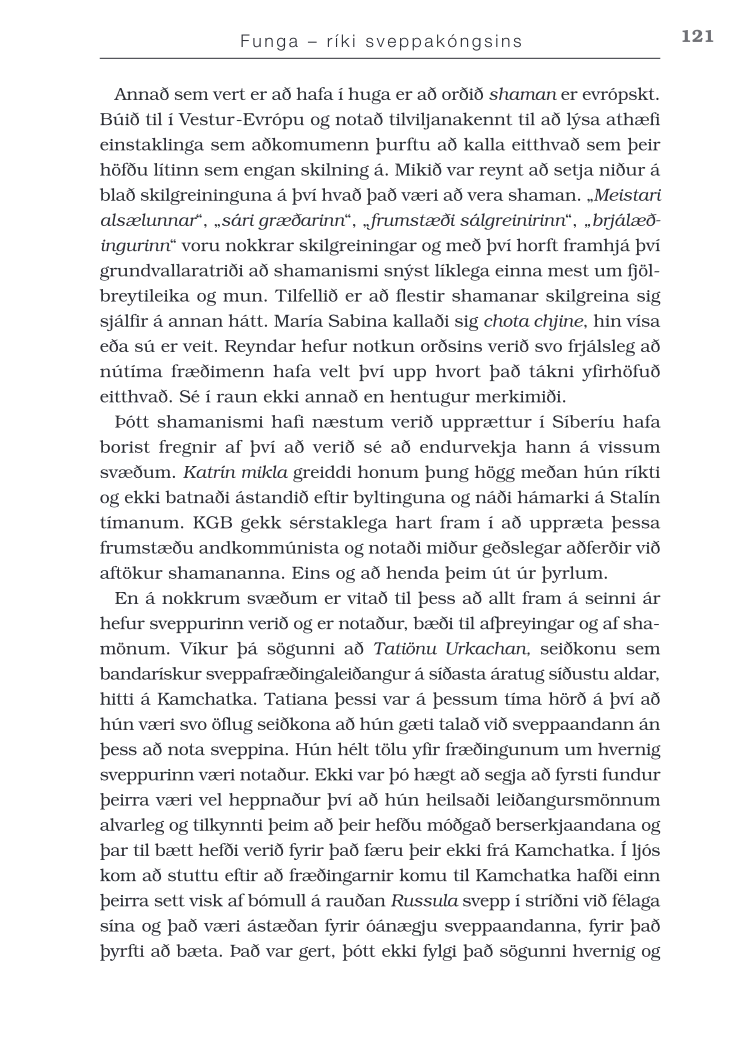 Funga – ríki sveppakóngsins
121
Annað sem vert er að hafa í huga er að orðið shaman er evrópskt.
Búið til í Vestur-Evrópu og notað tilviljanakennt til að lýsa athæfi
einstaklinga sem aðkomumenn þurftu að kalla eitthvað sem þeir
höfðu lítinn sem engan skilning á. Mikið var reynt að setja niður á
blað skilgreininguna á því hvað það væri að vera shaman. „Meistari
alsælunnar“, „sári græðarinn“, „frumstæði sálgreinirinn“, „brjálæð-
ingurinn“ voru nokkrar skilgreiningar og með því horft framhjá því
grundvallaratriði að shamanismi snýst líklega einna mest um fjöl-
breytileika og mun. Tilfellið er að flestir shamanar skilgreina sig
sjálfir á annan hátt. María Sabina kallaði sig chota chjine, hin vísa
eða sú er veit. Reyndar hefur notkun orðsins verið svo frjálsleg að
nútíma fræðimenn hafa velt því upp hvort það tákni yfirhöfuð
eitthvað. Sé í raun ekki annað en hentugur merkimiði.
Þótt shamanismi hafi næstum verið upprættur í Síberíu hafa
borist fregnir af því að verið sé að endurvekja hann á vissum
svæðum. Katrín mikla greiddi honum þung högg meðan hún ríkti
og ekki batnaði ástandið eftir byltinguna og náði hámarki á Stalín
tímanum. KGB gekk sérstaklega hart fram í að uppræta þessa
frumstæðu andkommúnista og notaði miður geðslegar aðferðir við
aftökur shamananna. Eins og að henda þeim út úr þyrlum.
En á nokkrum svæðum er vitað til þess að allt fram á seinni ár
hefur sveppurinn verið og er notaður, bæði til afþreyingar og af sha-
mönum. Víkur þá sögunni að Tatiönu Urkachan, seiðkonu sem
bandarískur sveppafræðingaleiðangur á síðasta áratug síðustu aldar,
hitti á Kamchatka. Tatiana þessi var á þessum tíma hörð á því að
hún væri svo öflug seiðkona að hún gæti talað við sveppaandann án
þess að nota sveppina. Hún hélt tölu yfir fræðingunum um hvernig
sveppurinn væri notaður. Ekki var þó hægt að segja að fyrsti fundur
þeirra væri vel heppnaður því að hún heilsaði leiðangursmönnum
alvarleg og tilkynnti þeim að þeir hefðu móðgað berserkjaandana og
þar til bætt hefði verið fyrir það færu þeir ekki frá Kamchatka. Í ljós
kom að stuttu eftir að fræðingarnir komu til Kamchatka hafði einn
þeirra sett visk af bómull á rauðan Russula svepp í stríðni við félaga
sína og það væri ástæðan fyrir óánægju sveppaandanna, fyrir það
þyrfti að bæta. Það var gert, þótt ekki fylgi það sögunni hvernig og